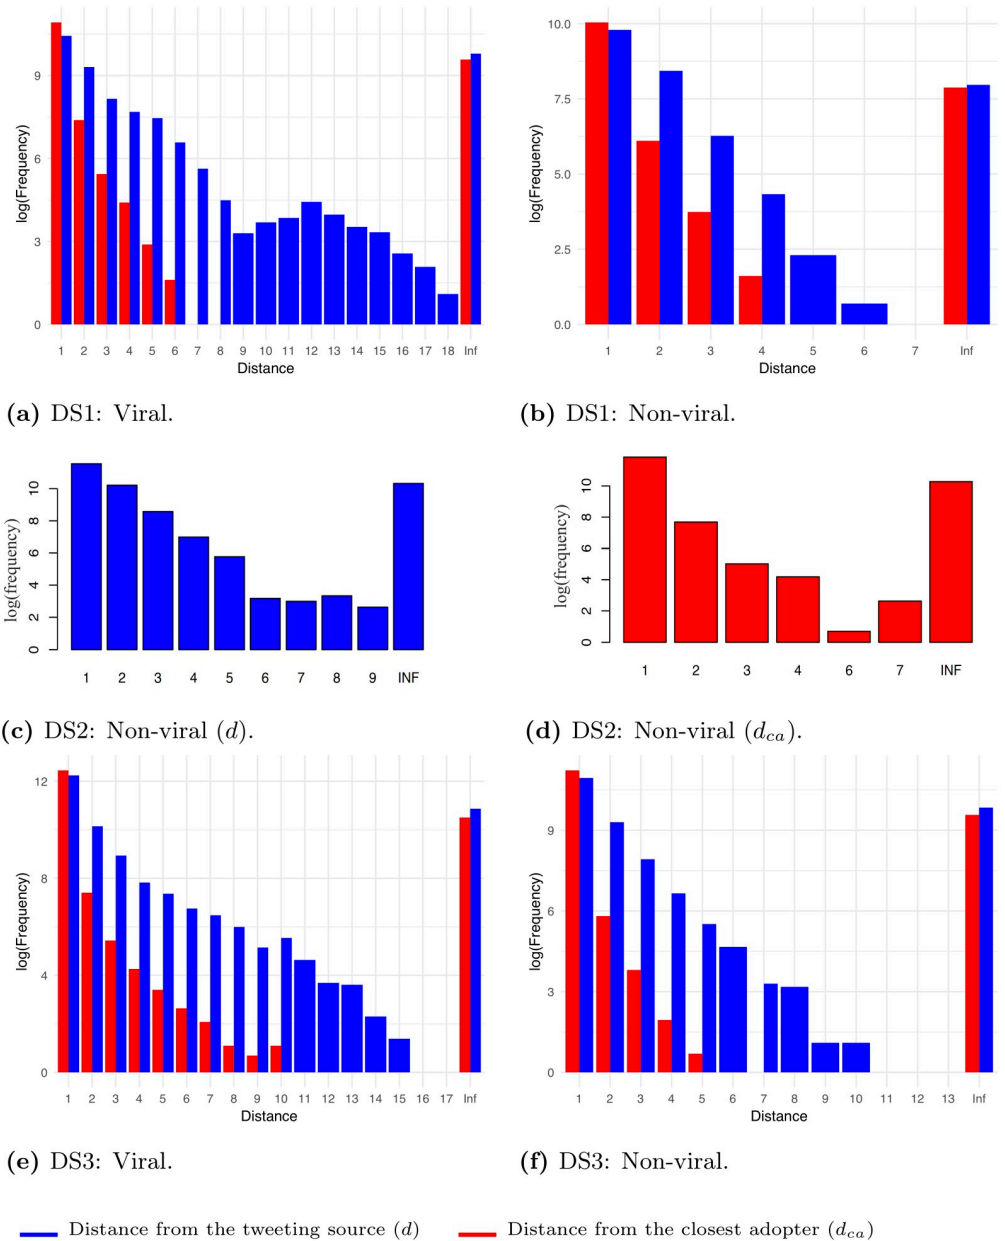 9
6
3
0
log(Frequency)
1 2 3 4 5 6 7 8 9 10 11 12 13 14 15 16 17 18 Inf
Distance
(a) DS1: Viral.
10.0
7.5
5.0
2.5
0.0
log(Frequency)
1 2 3 4 5 6 7 Inf
Distance
(b) DS1: Non-viral.
10
8
6
4
2
0
log(frequency)
1 2 3 4 5 6 7 8 9 INF
(c) DS2: Non-viral (d).
10
8
6
4
2
0
log(frequency)
1 2 3 4 6 7 INF
(d) DS2: Non-viral (d_ca).
12
8
4
0
log(Frequency)
1 2 3 4 5 6 7 8 9 10 11 12 13 14 15 16 17 Inf
Distance
(e) DS3: Viral.
9
6
3
0
log(Frequency)
1 2 3 4 5 6 7 8 9 10 11 12 13 Inf
Distance
(f) DS3: Non-viral.
Distance from the tweeting source (d)
Distance from the closest adopter (d_ca)